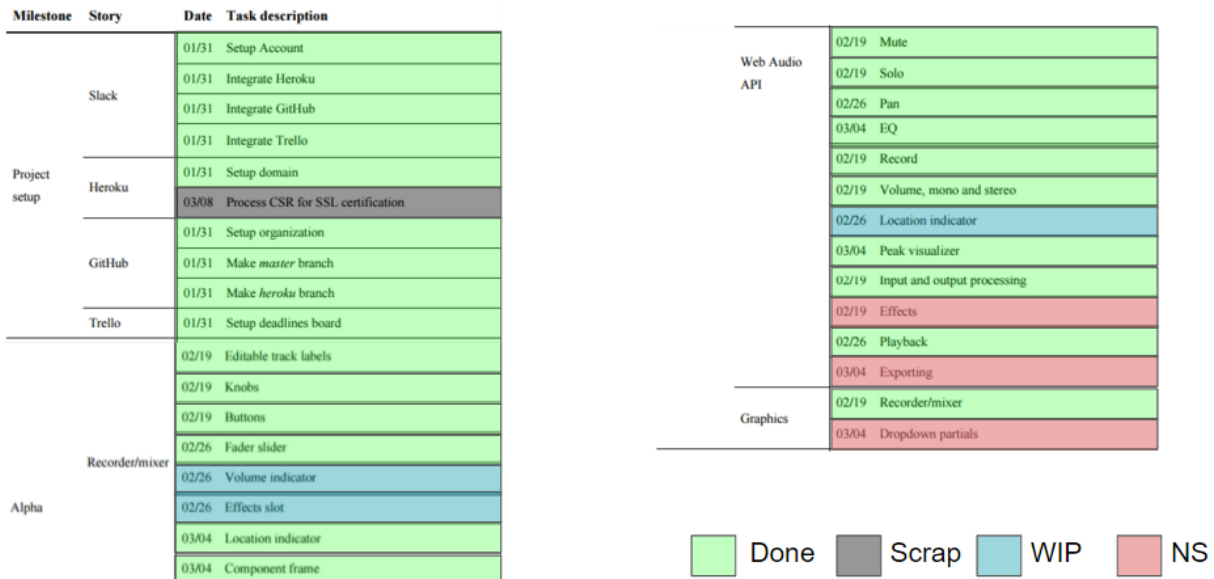 Milestone Story Date Task description
01/31 Setup Account
01/31 Integrate Heroku
Slack
01/31 Integrate GitHub
01/31 Integrate Trello
Project
setup
01/31 Setup domain
Heroku
03/08 Process CSR for SSL certification
01/31 Setup organization
GitHub
01/31 Make master branch
01/31 Make heroku branch
Trello
01/31 Setup deadlines board
02/19 Editable track labels
02/19 Knobs
02/19 Buttons
02/26 Fader slider
Recorder/mixer
02/26 Volume indicator
Alpha
02/26 Effects slot
03/04 Location indicator
03/04 Component frame
Web Audio
API
02/19 Mute
02/19 Solo
02/26 Pan
03/04 EQ
02/19 Record
02/19 Volume, mono and stereo
02/26 Location indicator
03/04 Peak visualizer
02/19 Input and output processing
02/19 Effects
02/26 Playback
03/04 Exporting
Graphics
02/19 Recorder/mixer
03/04 Dropdown partials
Done Scrap WIP NS